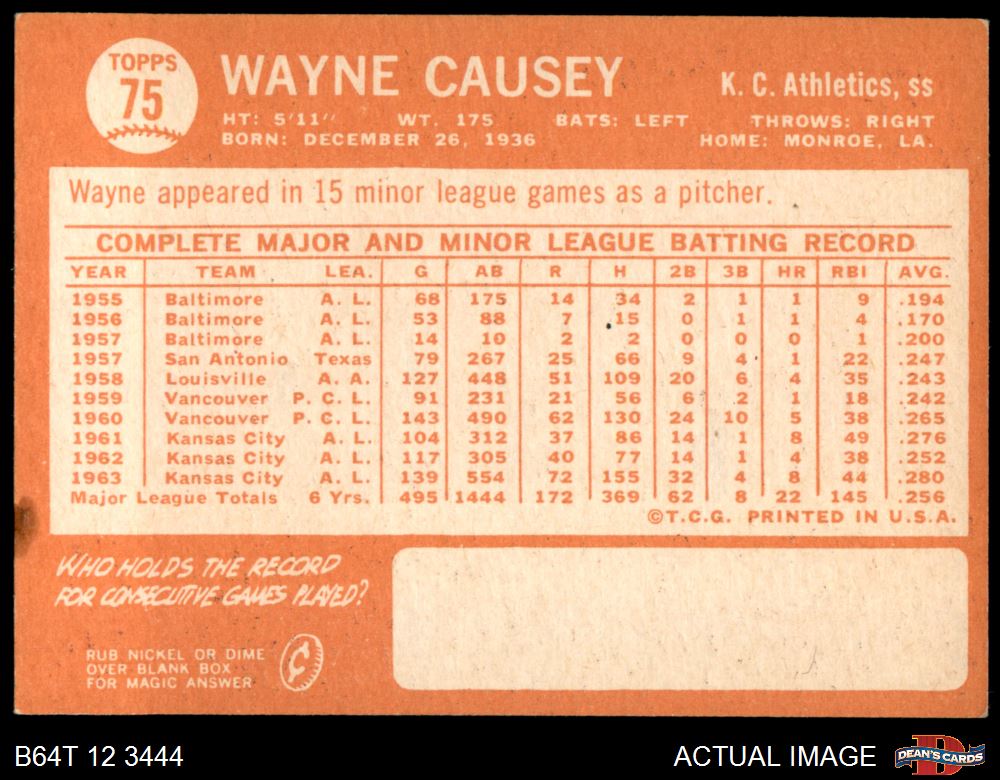 TOPPS
75
WAYNE CAUSEY
K. C. Athletics, ss
HT: 5'11" WT. 175 BATS: LEFT THROWS: RIGHT
BORN: DECEMBER 26, 1936 HOME: MONROE, LA.
Wayne appeared in 15 minor league games as a pitcher.
COMPLETE MAJOR AND MINOR LEAGUE BATTING RECORD
YEAR TEAM LEA. G AB R H 2B 3B HR RBI AVG.
1955 Baltimore A. L. 68 175 14 34 2 1 1 9 .194
1956 Baltimore A. L. 53 88 7 15 0 1 1 4 .170
1957 Baltimore A. L. 14 10 2 2 0 0 0 1 .200
1957 San Antonio Texas 79 267 25 66 9 4 1 22 .247
1958 Louisville A. A. 127 448 51 109 20 6 4 35 .243
1959 Vancouver P. C. L. 91 231 21 56 6 2 1 18 .242
1960 Vancouver P. C. L. 143 490 62 130 24 10 5 38 .265
1961 Kansas City A. L. 104 312 37 86 14 1 8 49 .276
1962 Kansas City A. L. 117 305 40 77 14 1 4 38 .252
1963 Kansas City A. L. 139 554 72 155 32 4 8 44 .280
Major League Totals 6 Yrs. 495 1444 172 369 62 8 22 145 .256
©T.C.G. PRINTED IN U.S.A.
WHO HOLDS THE RECORD
FOR CONSECUTIVE GAMES PLAYED?
RUB NICKEL OR DIME
OVER BLANK BOX
FOR MAGIC ANSWER
B64T 12 3444
ACTUAL IMAGE
DEAN'S CARDS